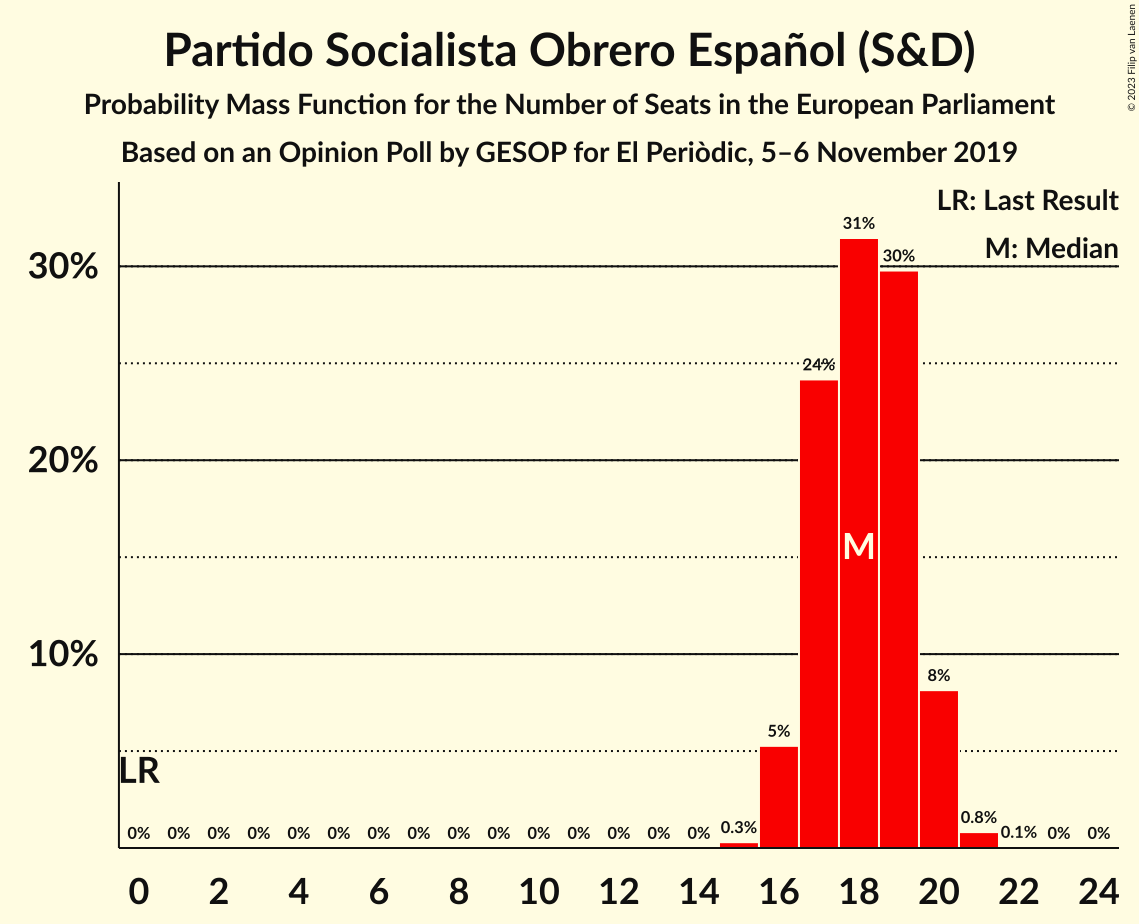 Partido Socialista Obrero Español (S&D)
Probability Mass Function for the Number of Seats in the European Parliament
Based on an Opinion Poll by GESOP for El Periòdic, 5–6 November 2019
© 2023 Filip van Laenen
LR: Last Result
M: Median
30%
20%
10%
31%
30%
24%
M
8%
5%
LR
0% 0% 0% 0% 0% 0% 0% 0% 0% 0% 0% 0% 0% 0% 0% 0.3% 0.8% 0.1% 0% 0%
0 2 4 6 8 10 12 14 16 18 20 22 24